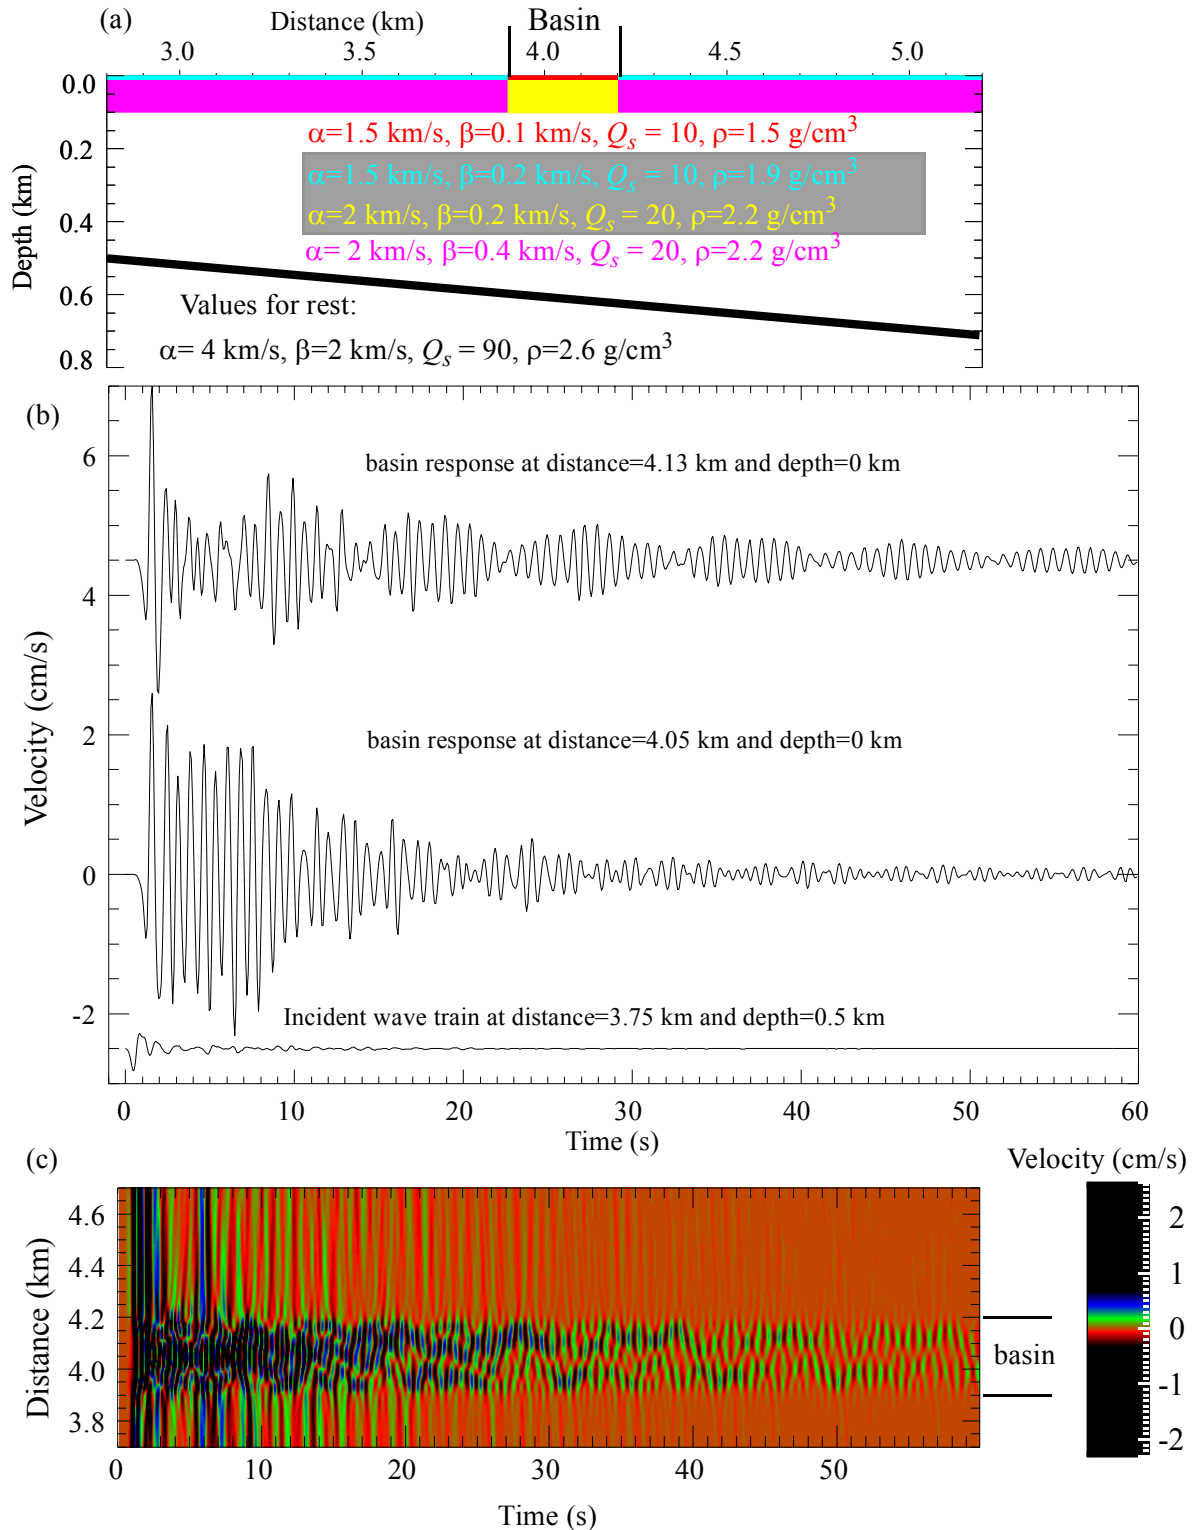 (a)
Distance (km)
Basin
3.0 3.5 4.0 4.5 5.0
0.0
0.2
0.4
0.6
0.8
Depth (km)
α=1.5 km/s, β=0.1 km/s, Qs = 10, ρ=1.5 g/cm³
α=1.5 km/s, β=0.2 km/s, Qs = 10, ρ=1.9 g/cm³
α=2 km/s, β=0.2 km/s, Qs = 20, ρ=2.2 g/cm³
α= 2 km/s, β=0.4 km/s, Qs = 20, ρ=2.2 g/cm³
Values for rest:
α= 4 km/s, β=2 km/s, Qs = 90, ρ=2.6 g/cm³
(b)
6
4
2
0
-2
Velocity (cm/s)
basin response at distance=4.13 km and depth=0 km
basin response at distance=4.05 km and depth=0 km
Incident wave train at distance=3.75 km and depth=0.5 km
0 10 20 30 40 50 60
Time (s)
(c)
Velocity (cm/s)
4.6
4.4
4.2
4.0
3.8
Distance (km)
basin
2
1
0
-1
-2
0 10 20 30 40 50
Time (s)